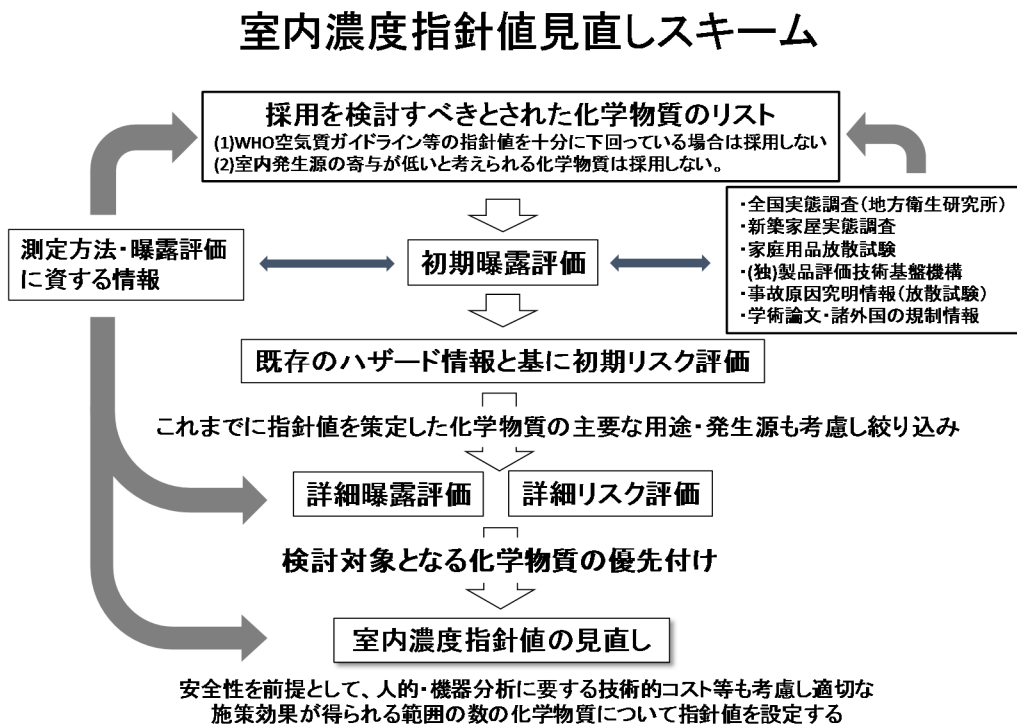 室内濃度指針値見直しスキーム
採用を検討すべきとされた化学物質のリスト
(1)WHO空気質ガイドライン等の指針値を十分に下回っている場合は採用しない
(2)室内発生源の寄与が低いと考えられる化学物質は採用しない。
・全国実態調査(地方衛生研究所)
・新築家屋実態調査
・家庭用品放散試験
・(独)製品評価技術基盤機構
・事故原因究明情報(放散試験)
・学術論文・諸外国の規制情報
測定方法・曝露評価
に資する情報
初期曝露評価
既存のハザード情報と基に初期リスク評価
これまでに指針値を策定した化学物質の主要な用途・発生源も考慮し絞り込み
詳細曝露評価
詳細リスク評価
検討対象となる化学物質の優先付け
室内濃度指針値の見直し
安全性を前提として、人的・機器分析に要する技術的コスト等も考慮し適切な
施策効果が得られる範囲の数の化学物質について指針値を設定する